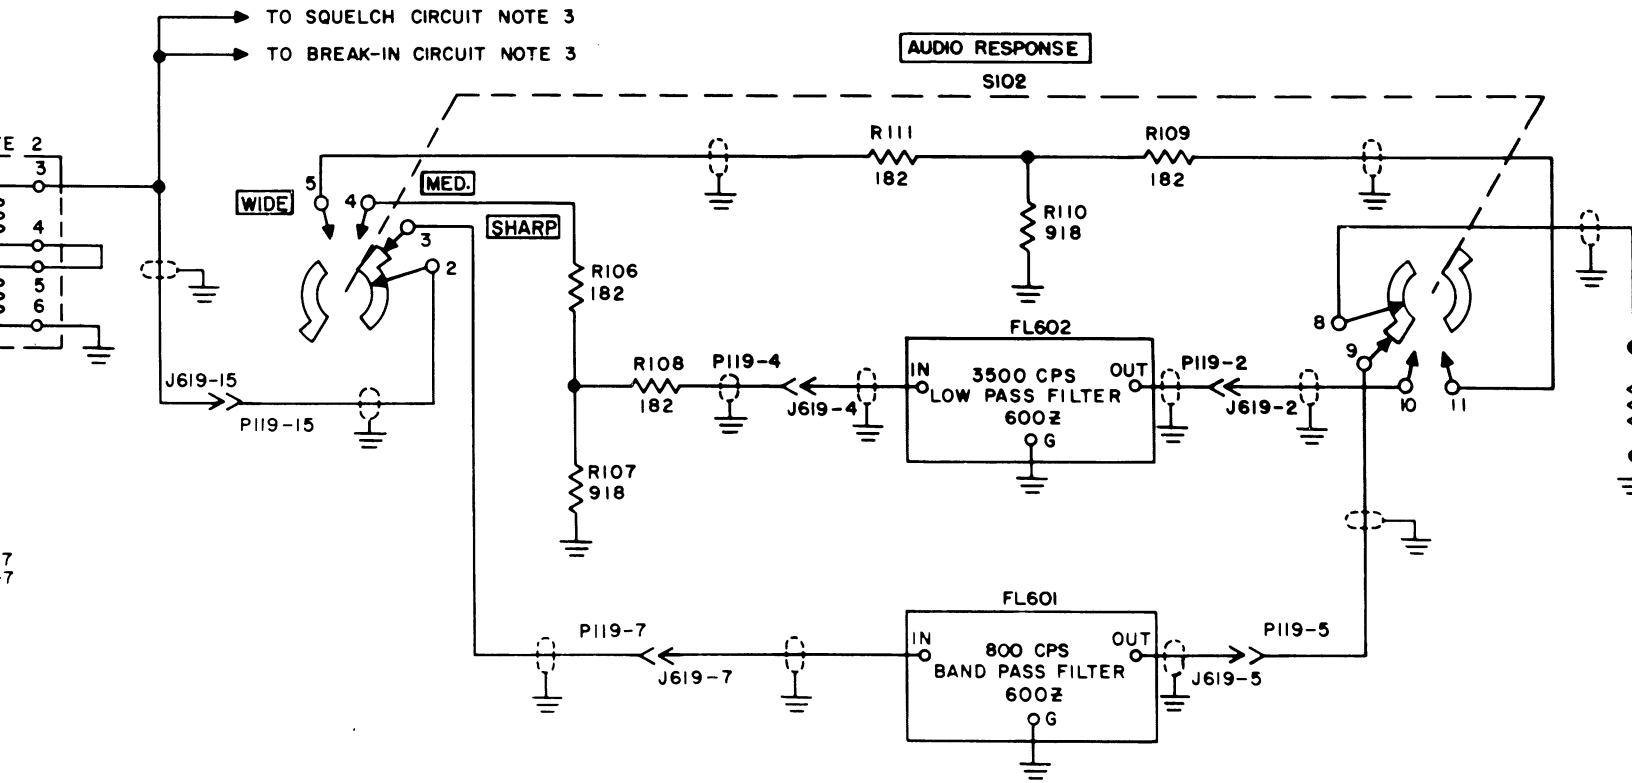 TO SQUELCH CIRCUIT NOTE 3
TO BREAK-IN CIRCUIT NOTE 3
AUDIO RESPONSE
S102
TE 2
3
4
5
6
WIDE
5
4
MED.
3
SHARP
2
R111
182
R109
182
R110
918
R106
182
R108
182
R107
918
P119-4
J619-4
FL602
IN
3500 CPS
OUT
LOW PASS FILTER
600Z
G
P119-2
J619-2
8
9
10
11
J619-15
P119-15
7
-7
P119-7
J619-7
FL601
IN
800 CPS
OUT
BAND PASS FILTER
600Z
G
P119-5
J619-5